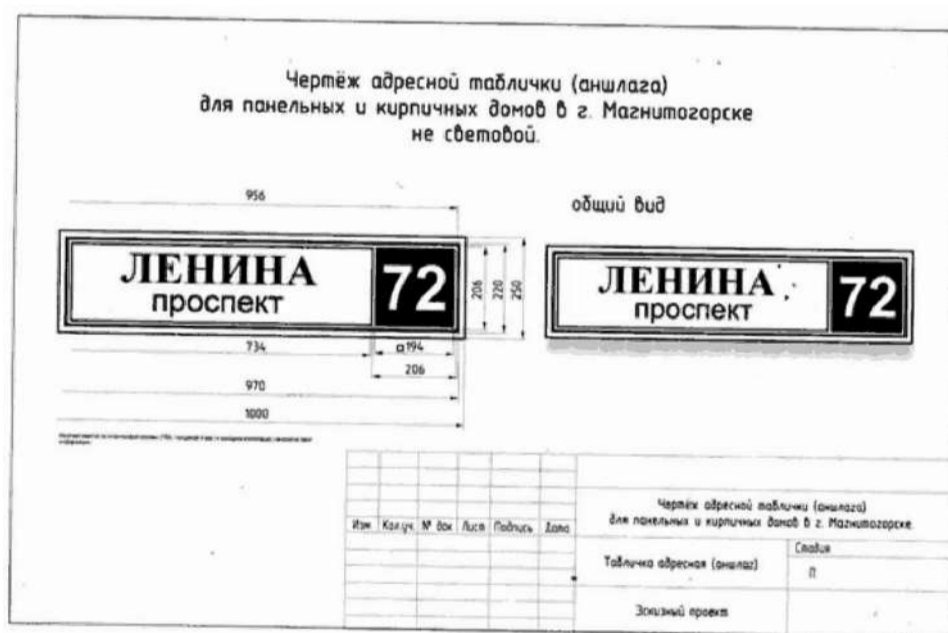 Чертёж адресной таблички (аншлага)
для панельных и кирпичных домов в г. Магнитогорске
не световой.
956
общий вид
ЛЕНИНА
проспект
72
206
220
250
ЛЕНИНА
проспект
72
734
□194
206
970
1000
Чертёж адресной таблички (аншлага)
для панельных и кирпичных домов в г. Магнитогорске
Изм
Кол.уч.
№ док
Лист
Подпись
Дата
Табличка адресная (аншлаг)
Стадия
П
Эскизный проект